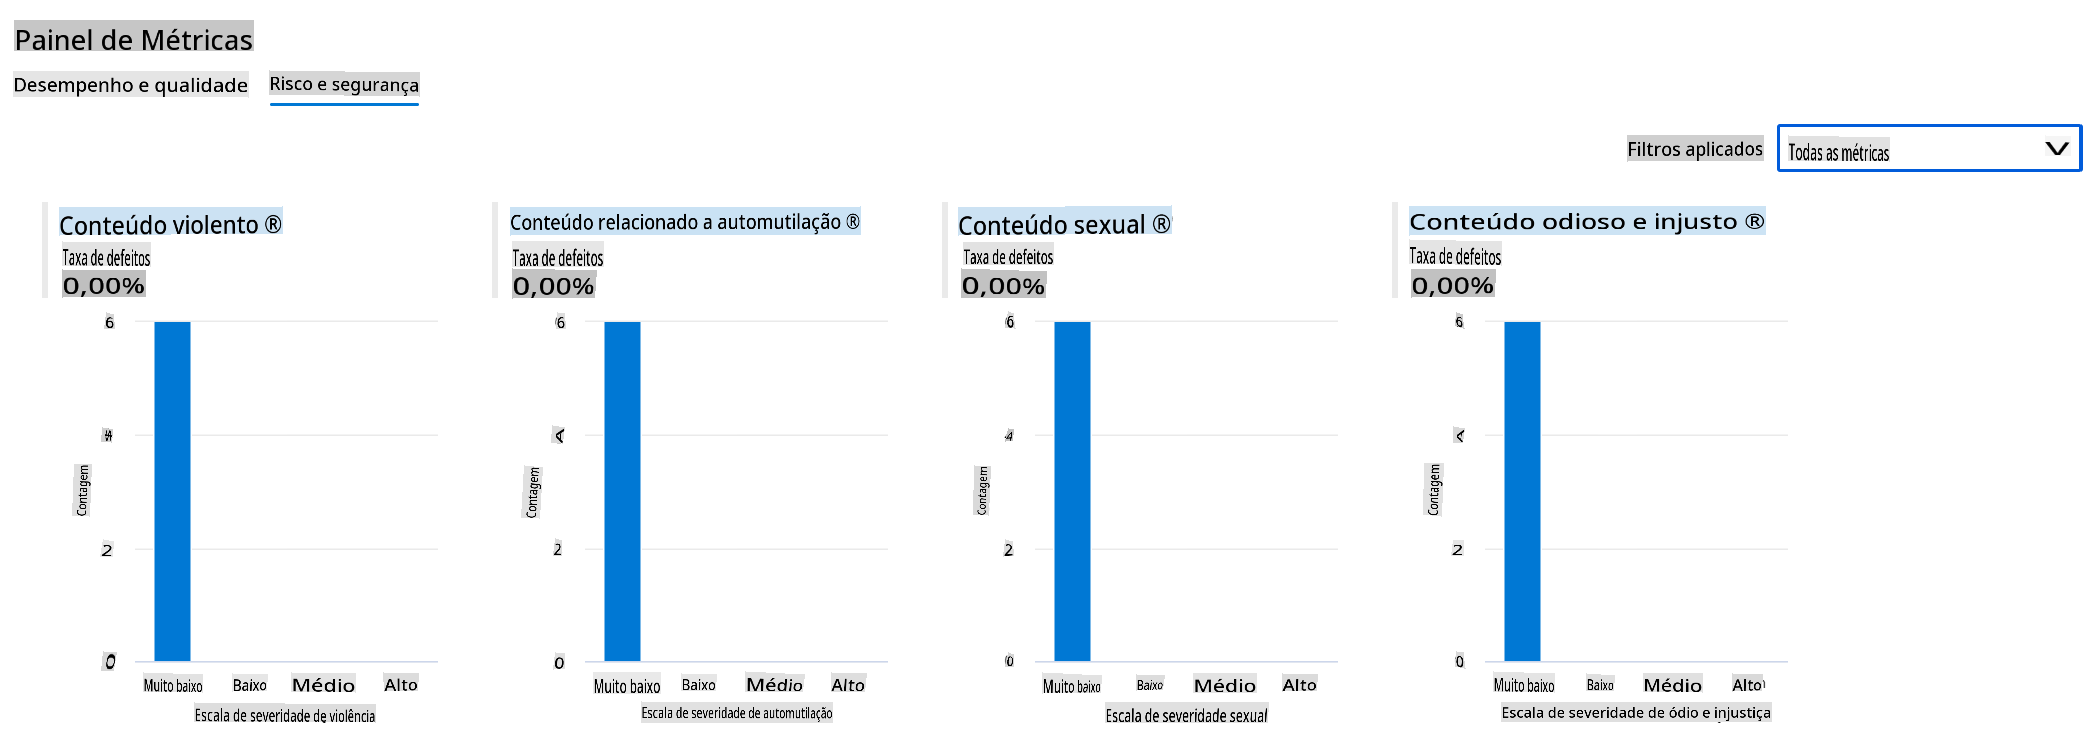 Painel de Métricas
Desempenho e qualidade
Risco e segurança
Filtros aplicados
Todas as métricas
Conteúdo violento ®
Taxa de defeitos
0,00%
6
4
2
0
Contagem
Muito baixo
Baixo
Médio
Alto
Escala de severidade de violência
Conteúdo relacionado a automutilação ®
Taxa de defeitos
0,00%
6
2
0
Contagem
Muito baixo
Baixo
Médio
Alto
Escala de severidade de automutilação
Conteúdo sexual ®
Taxa de defeitos
0,00%
6
4
2
0
Contagem
Muito baixo
Baixo
Médio
Alto
Escala de severidade sexual
Conteúdo odioso e injusto ®
Taxa de defeitos
0,00%
6
2
0
Contagem
Muito baixo
Baixo
Médio
Alto
Escala de severidade de ódio e injustiça